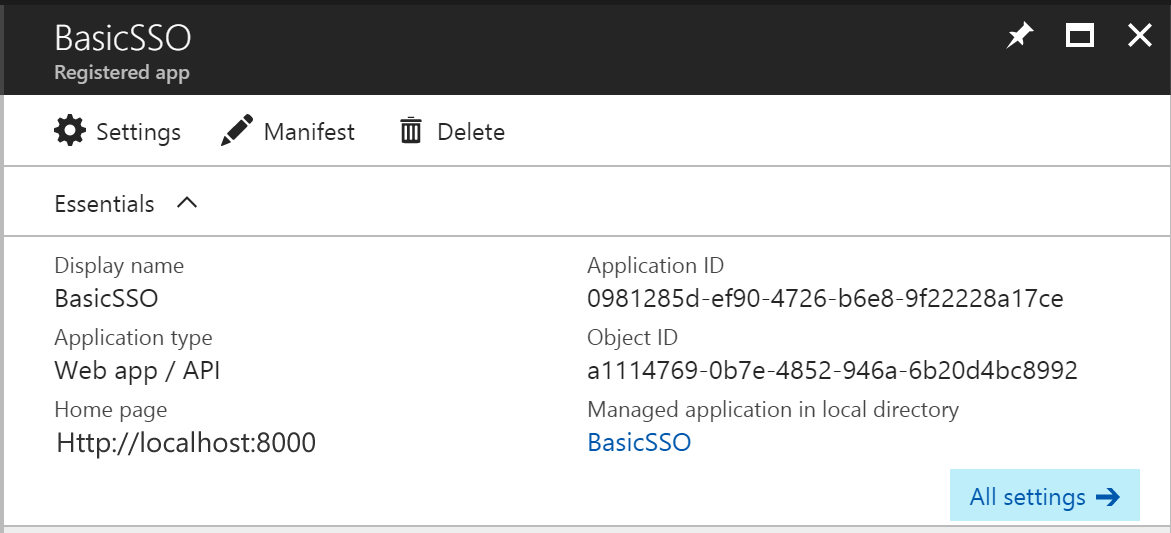 BasicSSO
Registered app
Settings
Manifest
Delete
Essentials
Display name
BasicSSO
Application type
Web app / API
Home page
Http://localhost:8000
Application ID
0981285d-ef90-4726-b6e8-9f22228a17ce
Object ID
a1114769-0b7e-4852-946a-6b20d4bc8992
Managed application in local directory
BasicSSO
All settings